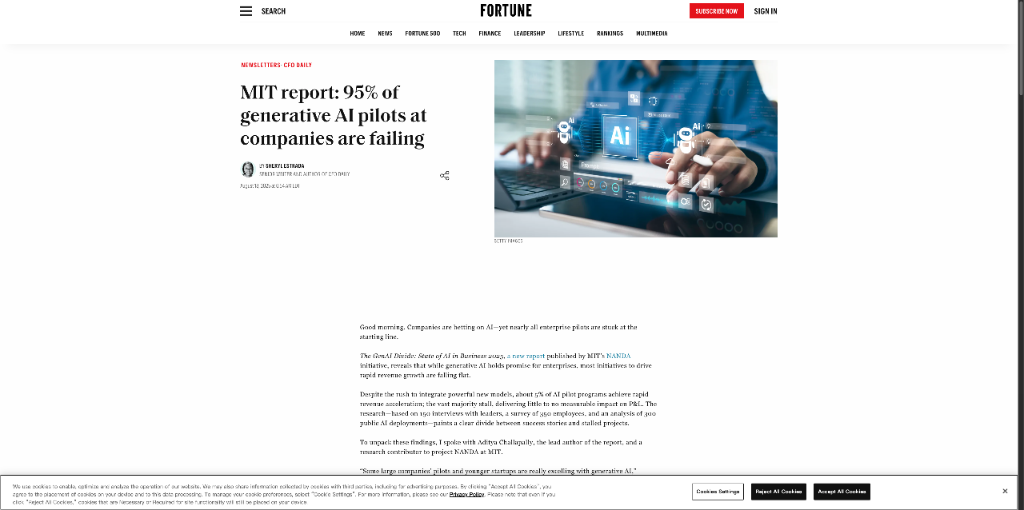 SEARCH
FORTUNE
SUBSCRIBE NOW
SIGN IN
HOME NEWS FORTUNE 500 TECH FINANCE LEADERSHIP LIFESTYLE RANKINGS MULTIMEDIA
NEWSLETTERS·CFO DAILY
MIT report: 95% of
generative AI pilots at
companies are failing
BY SHERYL ESTRADA
SENIOR WRITER AND AUTHOR OF CFO DAILY
Ai
AI
AI
GETTY IMAGES
Good morning. Companies are betting on AI—yet nearly all enterprise pilots are stuck at the
starting line.
The GenAI Divide: State of AI in Business 2025, a new report published by MIT's NANDA
initiative, reveals that while generative AI holds promise for enterprises, most initiatives to drive
rapid revenue growth are falling flat.
Despite the rush to integrate powerful new models, about 5% of AI pilot programs achieve rapid
revenue acceleration; the vast majority stall, delivering little to no measurable impact on P&L. The
research—based on 150 interviews with leaders, a survey of 350 employees, and an analysis of 300
public AI deployments—paints a clear divide between success stories and stalled projects.
To unpack these findings, I spoke with Aditya Challapally, the lead author of the report, and a
research contributor to project NANDA at MIT.
"Some large companies' pilots and younger startups are really excelling with generative AI,"
We use cookies to enable, optimize and analyze the operation of our website. We may also share information collected by cookies with third parties, including for advertising purposes. By clicking "Accept All Cookies", you
agree to the placement of cookies on your device and to this data processing. To manage your cookie preferences, select "Cookie Settings". For more information, please see our Privacy Policy. Please note that even if you
click "Reject All Cookies," cookies that are Necessary or Required for site functionality will still be placed on your device.
Cookies Settings
Reject All Cookies
Accept All Cookies